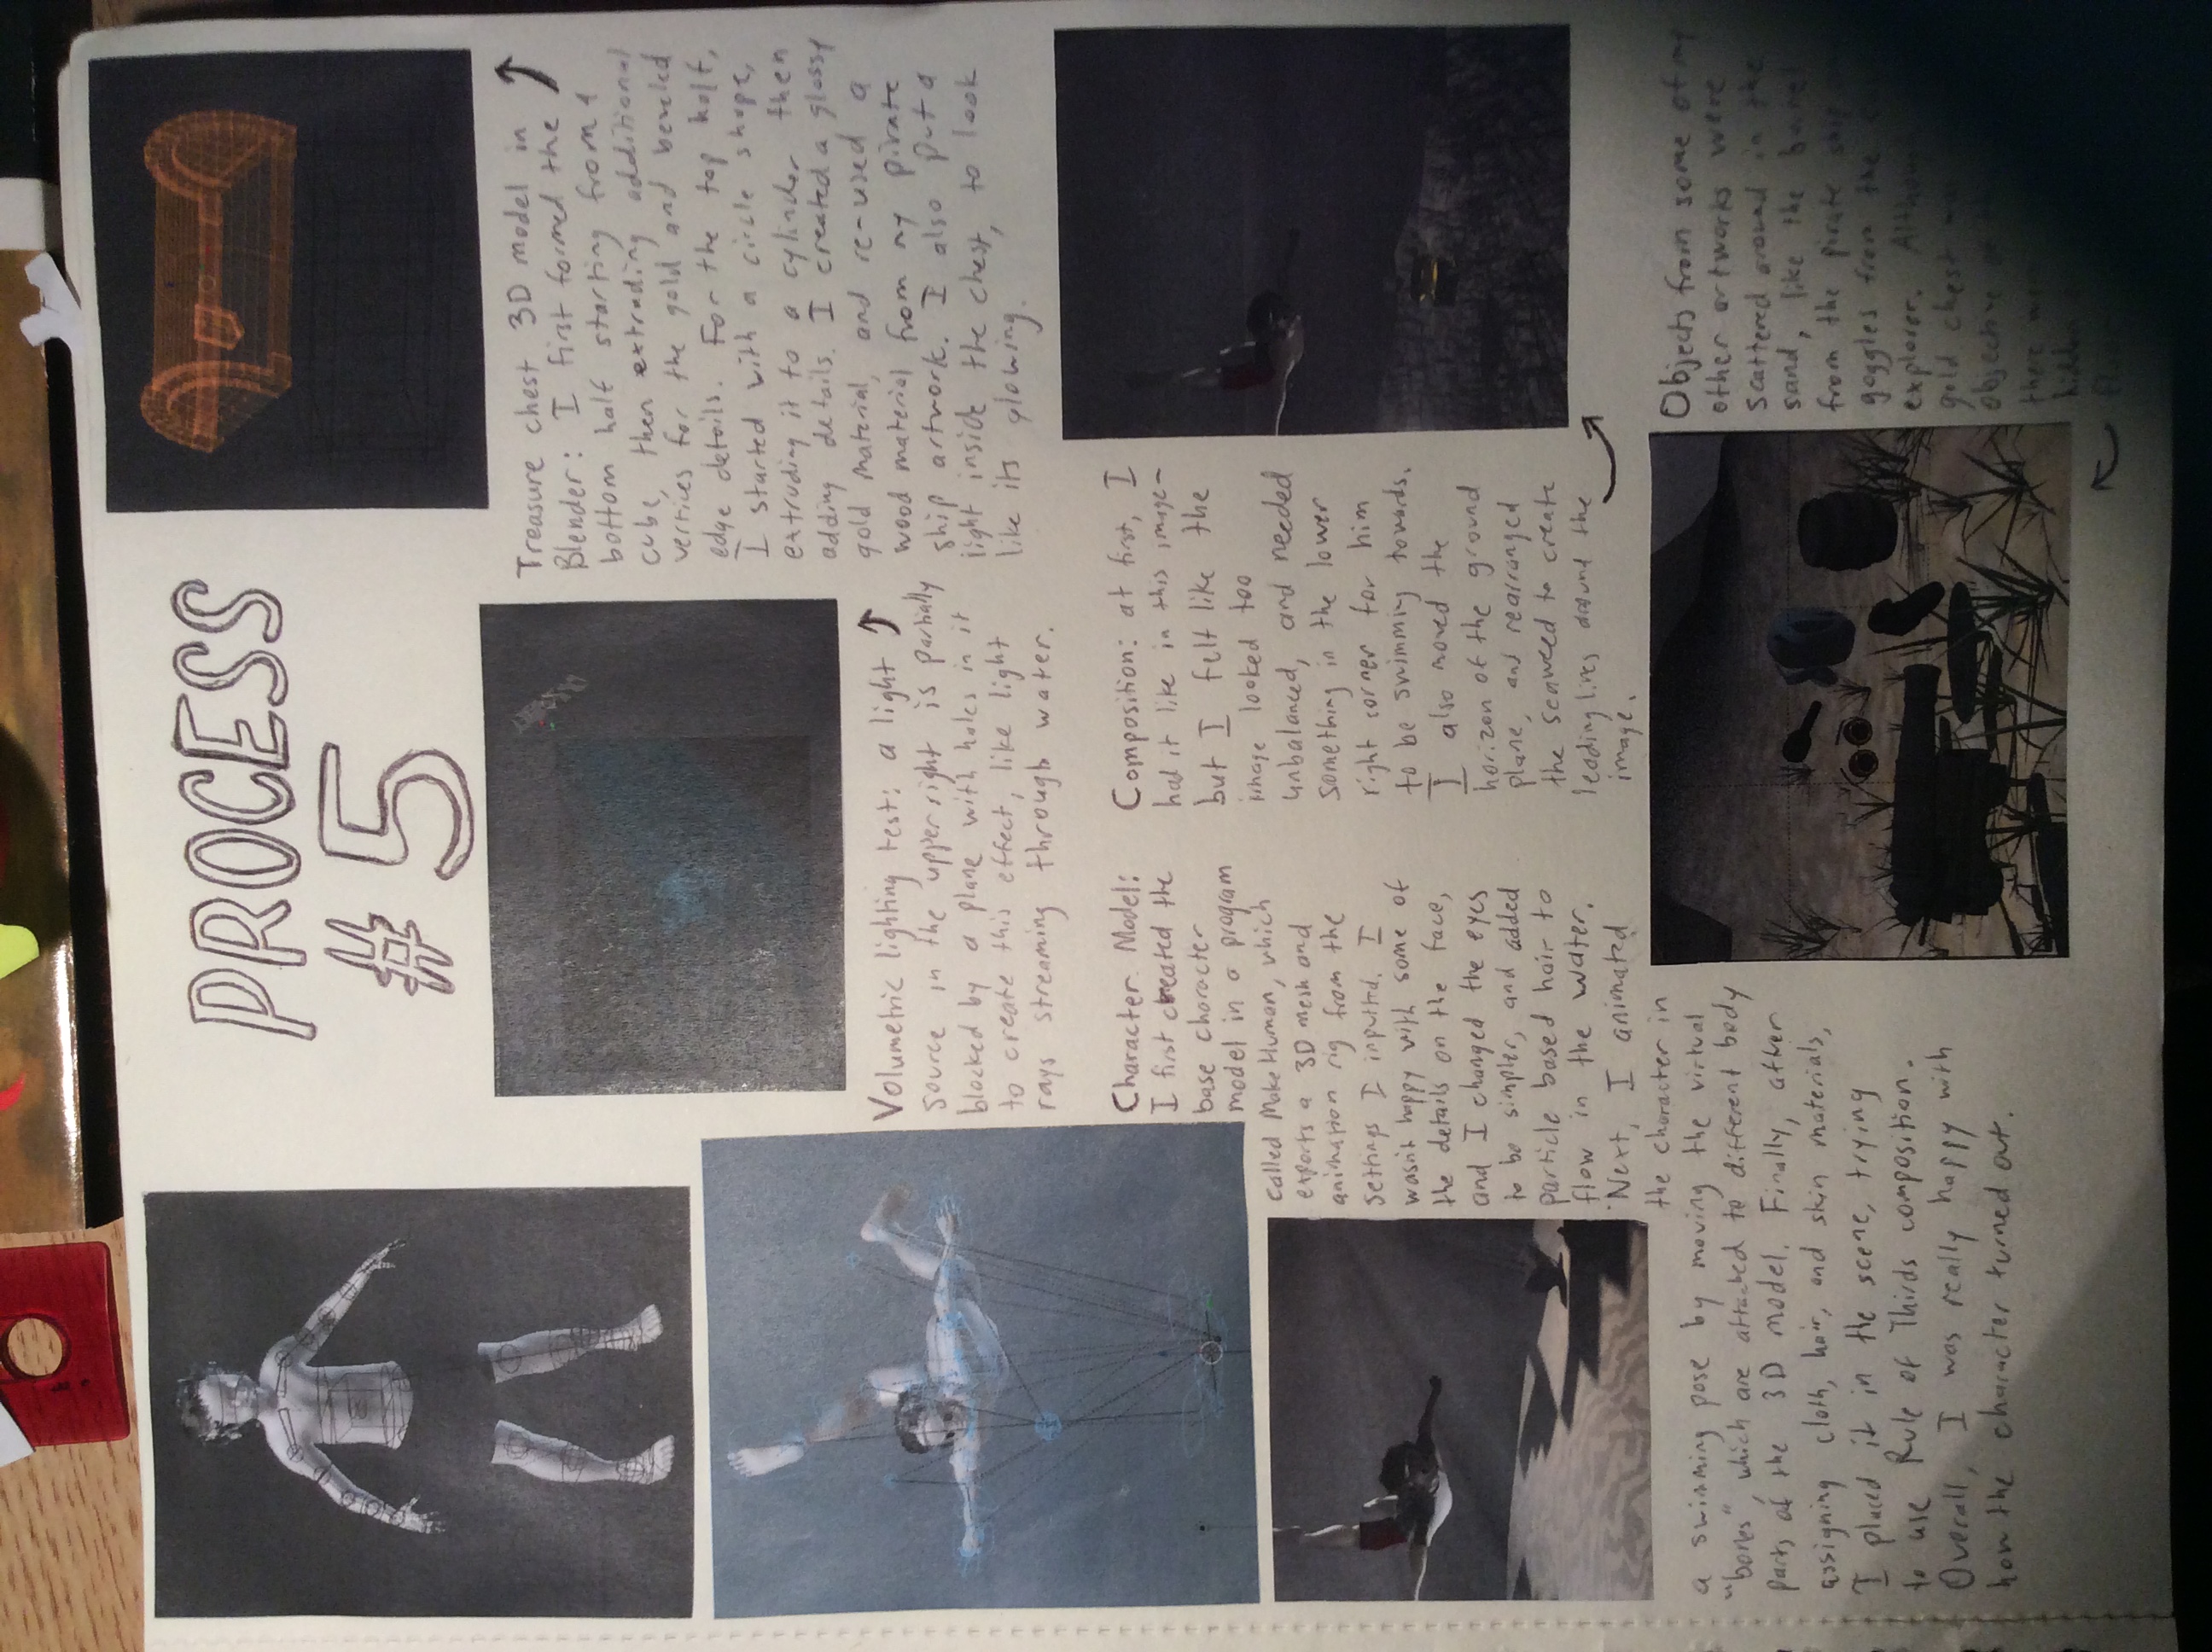 PROCESS
#5
Treasure chest 3D model in
Blender: I first formed the
bottom half starting from a
cube, then extruding additional
vertices for the gold and beveled
edge details. For the top half,
I started with a circle shape,
extruding it to a cylinder then
adding details. I created a glossy
gold material, and re-used a
wood material from my pirate
ship artwork. I also put a
light inside the chest, to look
like its glowing.
Volumetric lighting test: a light
source in the upper right is partially
blocked by a plane with holes in it
to create this effect, like light
rays streaming through water.
Character Model:
I first created the
base character
model in a program
called MakeHuman, which
exports a 3D mesh and
animation rig from the
settings I inputted. I
wasn't happy with some of
the details on the face,
and I changed the eyes
to be simpler, and added
particle based hair to
flow in the water.
Next, I animated
the character in
a swimming pose by moving the virtual
"bones" which are attached to different body
parts of the 3D model. Finally, after
assigning cloth, hair, and skin materials,
I placed it in the scene, trying
to use Rule of Thirds composition.
Overall, I was really happy with
how the character turned out.
Composition: at first, I
had it like in this image-
but I felt like the
image looked too
unbalanced, and needed
something in the lower
right corner for him
to be swimming towards.
I also moved the
horizon of the ground
plane, and rearranged
the seaweed to create
leading lines around the
image.
Objects from some of my
other artworks were
scattered around in the
sand, like the barrel
from the pirate ship
goggles from the
explorer. Although
gold chest
objective
there
hidden